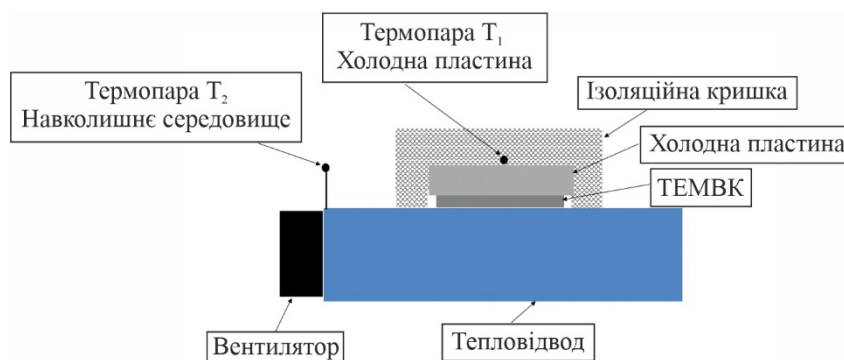 Термопара T₁
Холодна пластина
Термопара T₂
Навколишнє середовище
Ізоляційна кришка
Холодна пластина
ТЕМВК
Вентилятор
Тепловідвод